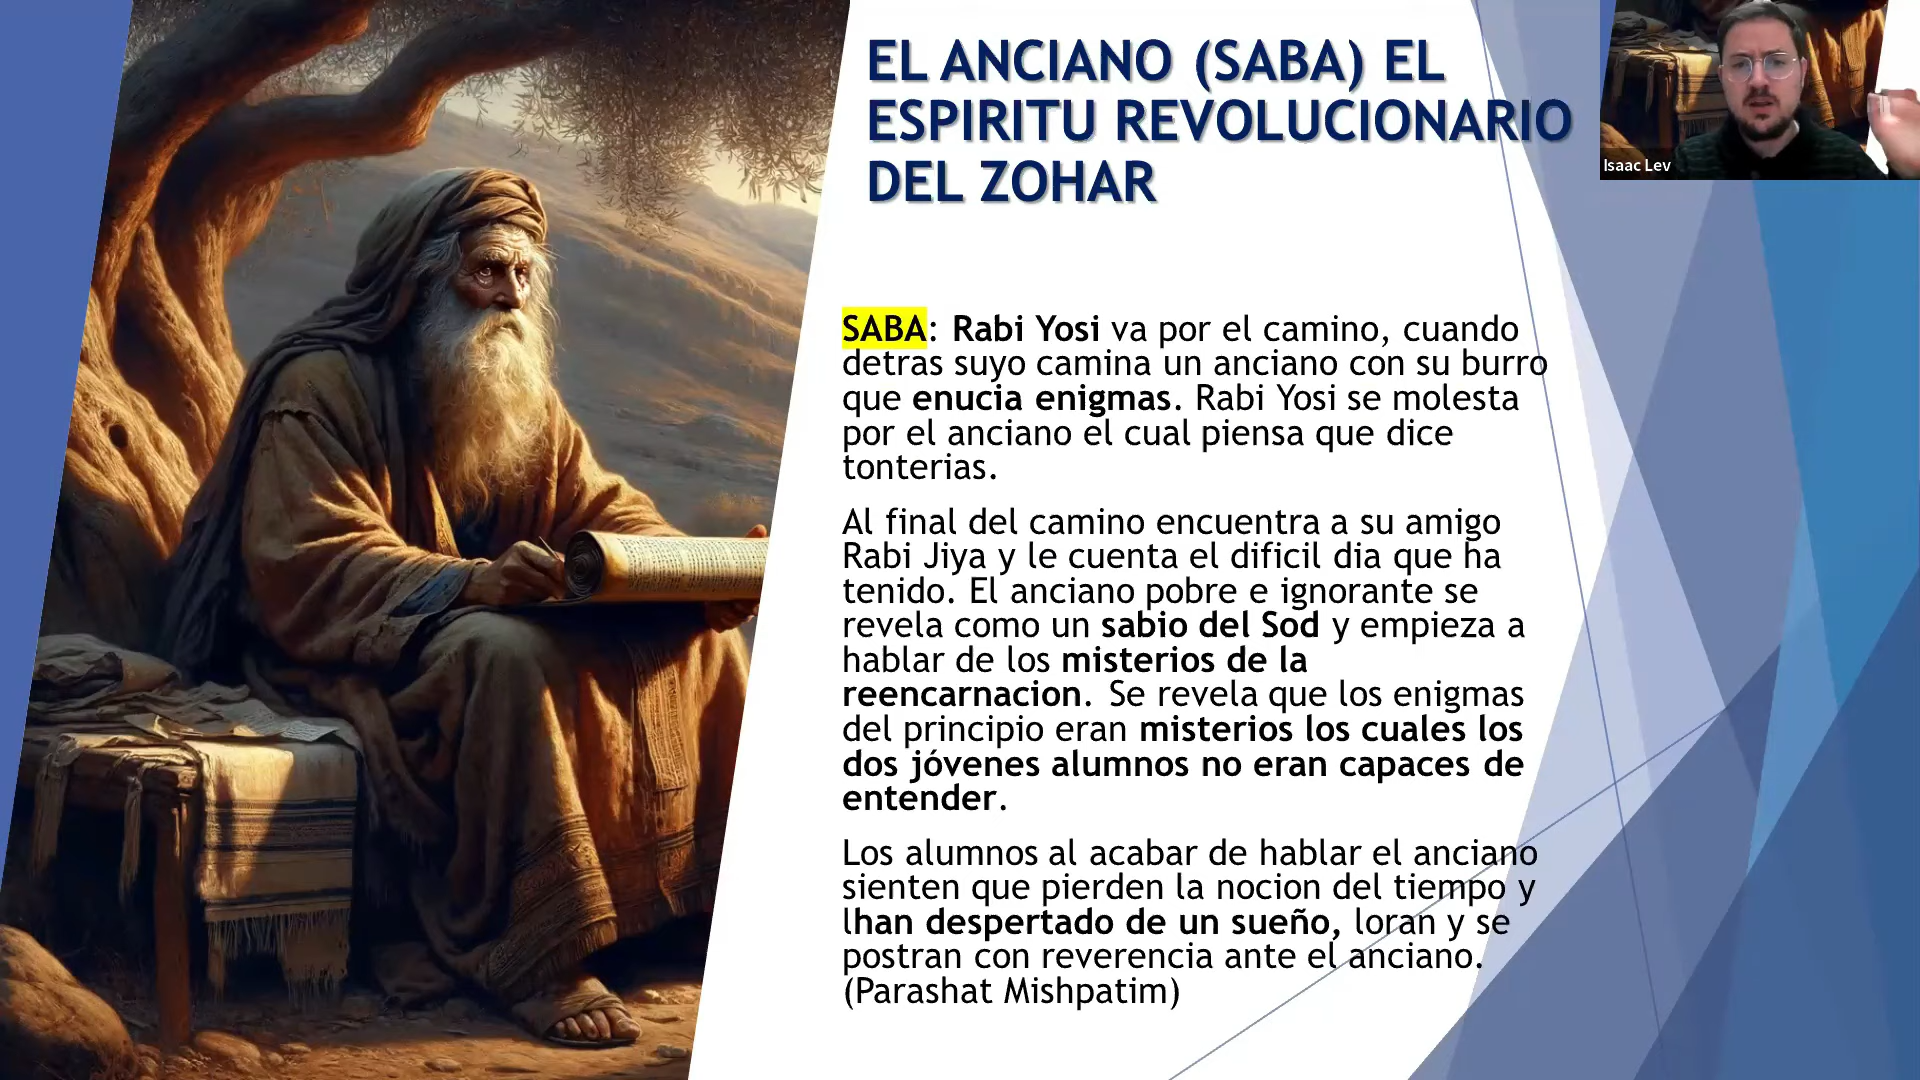 EL ANCIANO (SABA) EL
ESPIRITU REVOLUCIONARIO
DEL ZOHAR
Isaac Lev
SABA: Rabi Yosi va por el camino, cuando
detras suyo camina un anciano con su burro
que enucia enigmas. Rabi Yosi se molesta
por el anciano el cual piensa que dice
tonterias.
Al final del camino encuentra a su amigo
Rabi Jiya y le cuenta el dificil dia que ha
tenido. El anciano pobre e ignorante se
revela como un sabio del Sod y empieza a
hablar de los misterios de la
reencarnacion. Se revela que los enigmas
del principio eran misterios los cuales los
dos jóvenes alumnos no eran capaces de
entender.
Los alumnos al acabar de hablar el anciano
sienten que pierden la nocion del tiempo y
lhan despertado de un sueño, loran y se
postran con reverencia ante el anciano.
(Parashat Mishpatim)